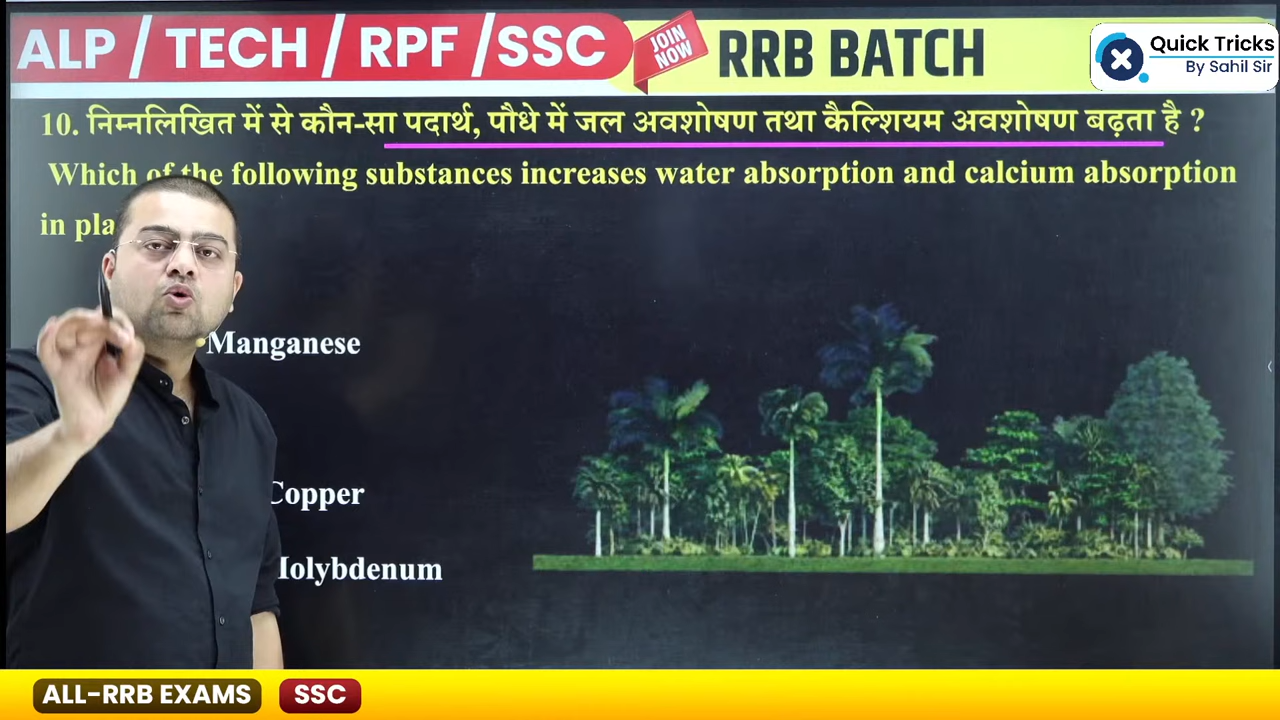 ALP / TECH / RPF / SSC
JOIN NOW
RRB BATCH
Quick Tricks
By Sahil Sir
10. निम्नलिखित में से कौन-सा पदार्थ, पौधे में जल अवशोषण तथा कैल्शियम अवशोषण बढ़ता है ?
Which of the following substances increases water absorption and calcium absorption
in
Manganese
Copper
ALL-RRB EXAMS
SSC